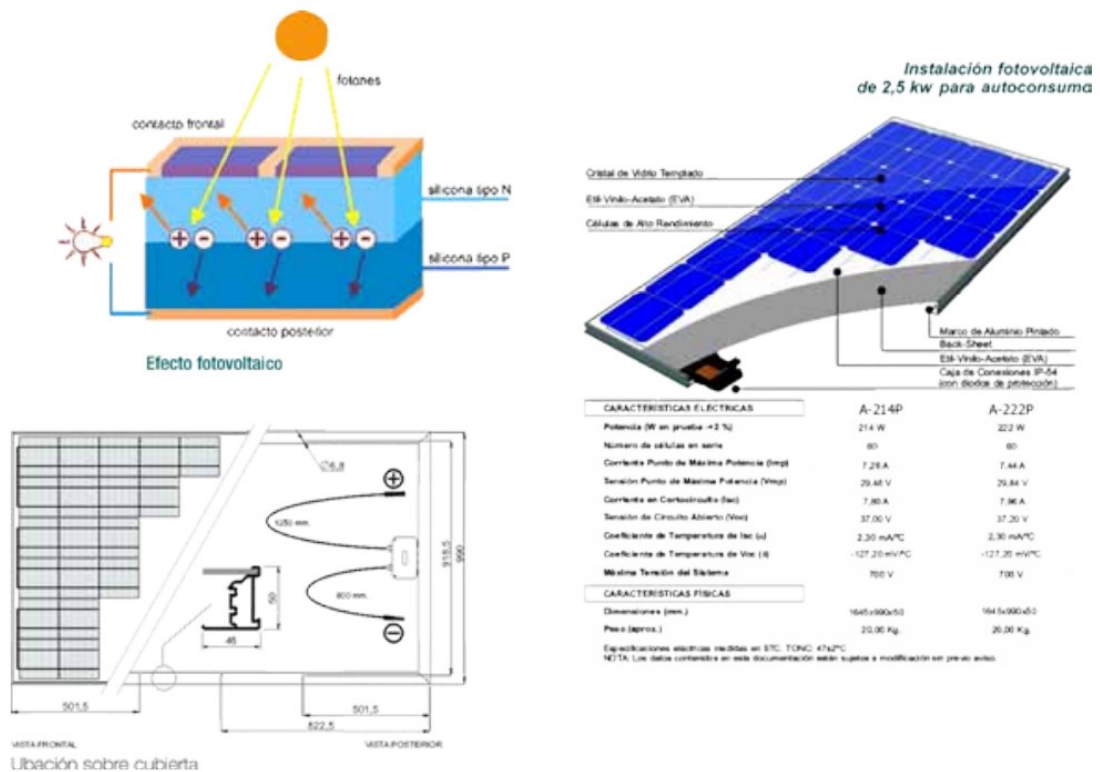 fotones
contacto frontal
silicona tipo N
silicona tipo P
contacto posterior
Efecto fotovoltaico
Instalación fotovoltaica
de 2,5 kw para autoconsumo
Cristal de Vidrio Templado
Etil-Vinilo-Acetato (EVA)
Células de Alto Rendimiento
Marco de Aluminio Pintado
Back-Sheet
Etil-Vinilo-Acetato (EVA)
Caja de Conexiones IP-54
(con diodos de protección)
CARACTERÍSTICAS ELÉCTRICAS A-214P A-222P
Potencia (W en prueba ±3 %) 214 W 222 W
Número de células en serie 60 60
Corriente Punto de Máxima Potencia (Imp) 7,26 A 7,44 A
Tensión Punto de Máxima Potencia (Vmp) 29,48 V 29,84 V
Corriente en Cortocircuito (Isc) 7,80 A 7,96 A
Tensión de Circuito Abierto (Voc) 37,00 V 37,20 V
Coeficiente de Temperatura de Isc (α) 2,30 mA/°C 2,30 mA/°C
Coeficiente de Temperatura de Voc (β) -127,20 mV/°C -127,20 mV/°C
Máxima Tensión del Sistema 700 V 700 V
CARACTERÍSTICAS FÍSICAS
Dimensiones (mm.) 1645x990x50 1645x990x50
Peso (aprox.) 20,00 Kg. 20,00 Kg.
Especificaciones eléctricas medidas en STC. TONC: 47±2°C
NOTA: Los datos contenidos en esta documentación están sujetos a modificación sin previo aviso.
Ø6,8
1250 mm.
800 mm.
50
46
918,5
990
501,5
501,5
822,5
VISTA FRONTAL
VISTA POSTERIOR
Ubación sobre cubierta